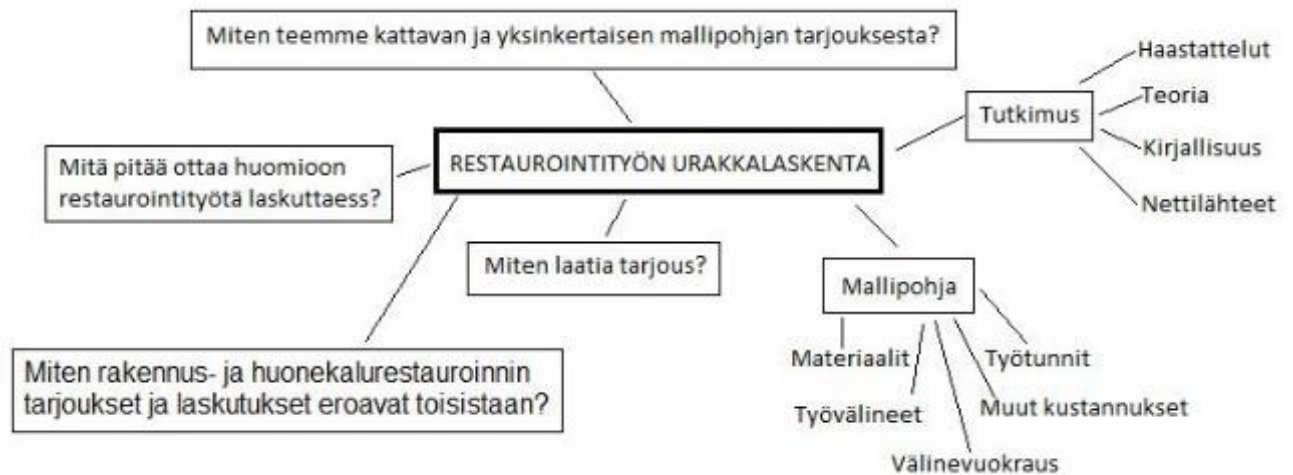 Miten teemme kattavan ja yksinkertaisen mallipohjan tarjouksesta?
Haastattelut
Tutkimus
Teoria
Kirjallisuus
Nettilähteet
RESTAUROINTITYÖN URAKKALASKENTA
Mitä pitää ottaa huomioon
restaurointityötä laskuttaess?
Miten laatia tarjous?
Mallipohja
Materiaalit
Työtunnit
Työvälineet
Muut kustannukset
Välinevuokraus
Miten rakennus- ja huonekalurestauroinnin
tarjoukset ja laskutukset eroavat toisistaan?